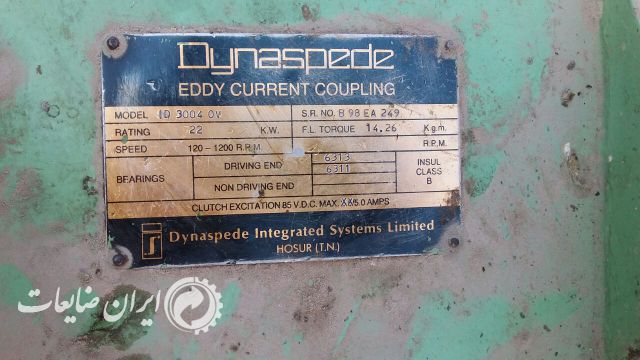 Dynaspede
EDDY CURRENT COUPLING
MODEL ID 3004 OV S.R. NO. B 98 EA 249
RATING 22 K.W. F.L. TORQUE 14.26 Kg.m.
SPEED 120-1200 R.P.M. R.P.M.
BEARINGS DRIVING END 6313 INSUL CLASS B
NON DRIVING END 6311
CLUTCH EXCITATION 85 V.D.C. MAX. 5.0 AMPS
Dynaspede Integrated Systems Limited
HOSUR (T.N.)
ایران ضایعات